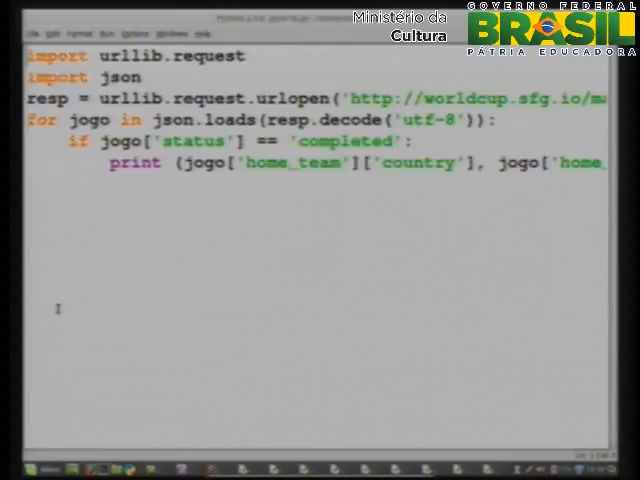 Ministério da
Cultura
GOVERNO FEDERAL
BRASIL
PÁTRIA EDUCADORA
import urllib.request
import json
resp = urllib.request.urlopen('http://worldcup.sfg.io/ma
for jogo in json.loads(resp.decode('utf-8')):
if jogo['status'] == 'completed':
print (jogo['home_team']['country'], jogo['home_